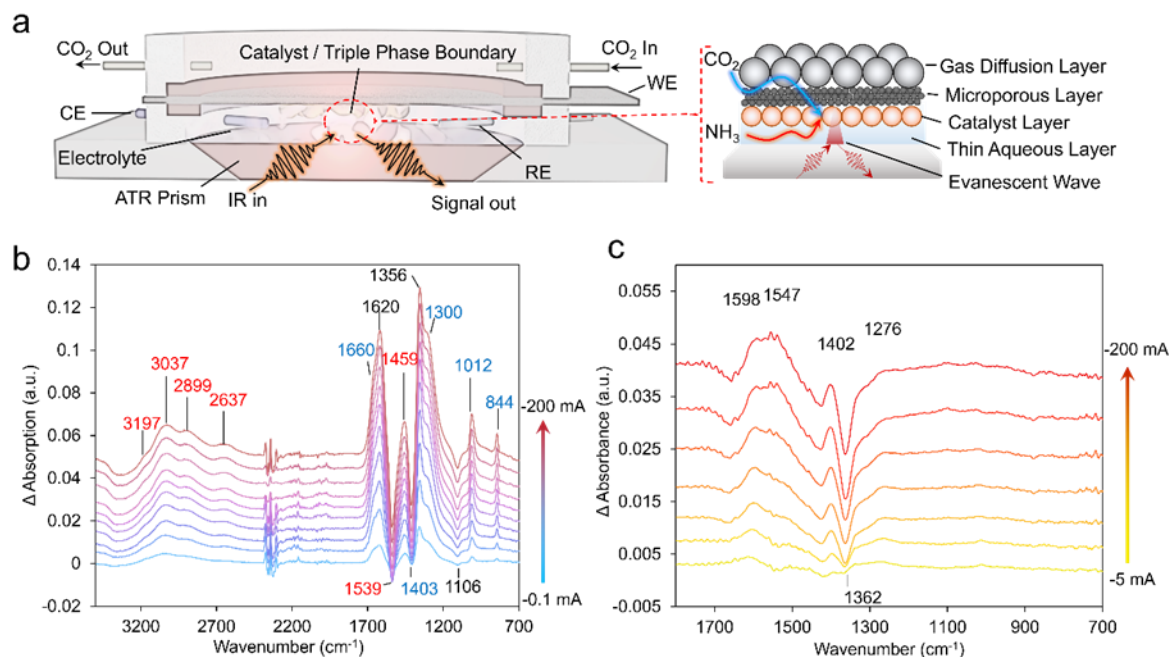 a
CO2 Out
Catalyst / Triple Phase Boundary
CO2 In
WE
CE
Electrolyte
ATR Prism
IR in
Signal out
RE
CO2
NH3
Gas Diffusion Layer
Microporous Layer
Catalyst Layer
Thin Aqueous Layer
Evanescent Wave
b
Δ Absorption (a.u.)
0.14
0.12
0.1
0.08
0.06
0.04
0.02
0
-0.02
3200
2700
2200
1700
1200
700
Wavenumber (cm-1)
3197
3037
2899
2637
1660
1620
1459
1356
1300
1012
844
1539
1403
1106
-200 mA
-0.1 mA
c
Δ Absorbance (a.u.)
0.055
0.045
0.035
0.025
0.015
0.005
-0.005
1700
1500
1300
1100
900
700
Wavenumber (cm-1)
1598
1547
1402
1276
1362
-200 mA
-5 mA